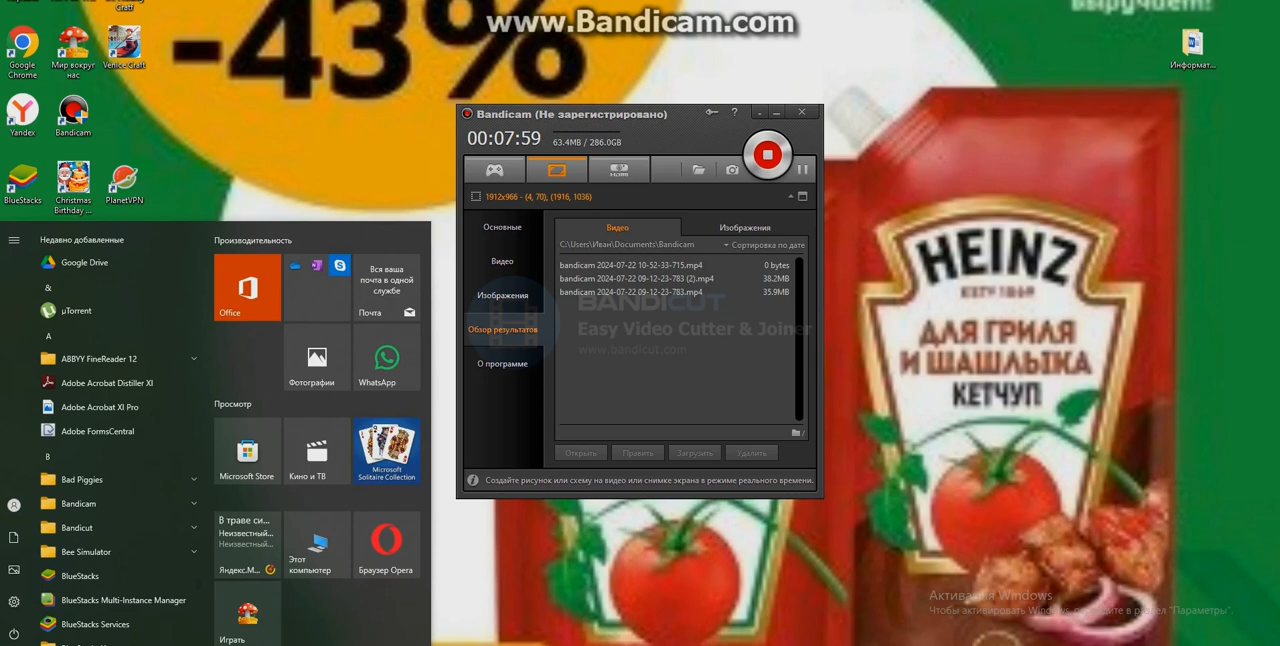 выручает!
www.Bandicam.com
-43%
Craft
Google
Chrome
Мир вокруг
нас
Venice Craft
Yandex
Bandicam
BlueStacks
Christmas
Birthday ...
PlanetVPN
Информат...
Bandicam (Не зарегистрировано)
?
00:07:59
63.4MB / 286.0GB
HDMI
1912x966 - (4, 70), (1916, 1036)
Основные
Видео
Изображения
Обзор результатов
О программе
Видео
Изображения
C:\Users\Иван\Documents\Bandicam
Сортировка по дате
bandicam 2024-07-22 10-52-33-715.mp4
0 bytes
bandicam 2024-07-22 09-12-23-783 (2).mp4
38.2MB
bandicam 2024-07-22 09-12-23-783.mp4
35.9MB
BANDICUT
Easy Video Cutter & Joiner
www.bandicut.com
Открыть
Править
Загрузить
Удалить
Создайте рисунок или схему на видео или снимке экрана в режиме реального времени.
Недавно добавленные
Google Drive
&
µTorrent
A
ABBYY FineReader 12
Adobe Acrobat Distiller XI
Adobe Acrobat XI Pro
Adobe FormsCentral
B
Bad Piggies
Bandicam
Bandicut
Bee Simulator
BlueStacks
BlueStacks Multi-Instance Manager
BlueStacks Services
Производительность
Office
Вся ваша
почта в одной
службе
Почта
Фотографии
WhatsApp
Просмотр
Microsoft Store
Кино и ТВ
Microsoft
Solitaire Collection
В траве си...
Неизвестный...
Неизвестный...
Яндекс.М...
Этот
компьютер
Браузер Opera
Играть
HEINZ
ESTD 1869
ДЛЯ ГРИЛЯ
И ШАШЛЫКА
КЕТЧУП
Активация Windows
Чтобы активировать Windows, перейдите в раздел "Параметры".